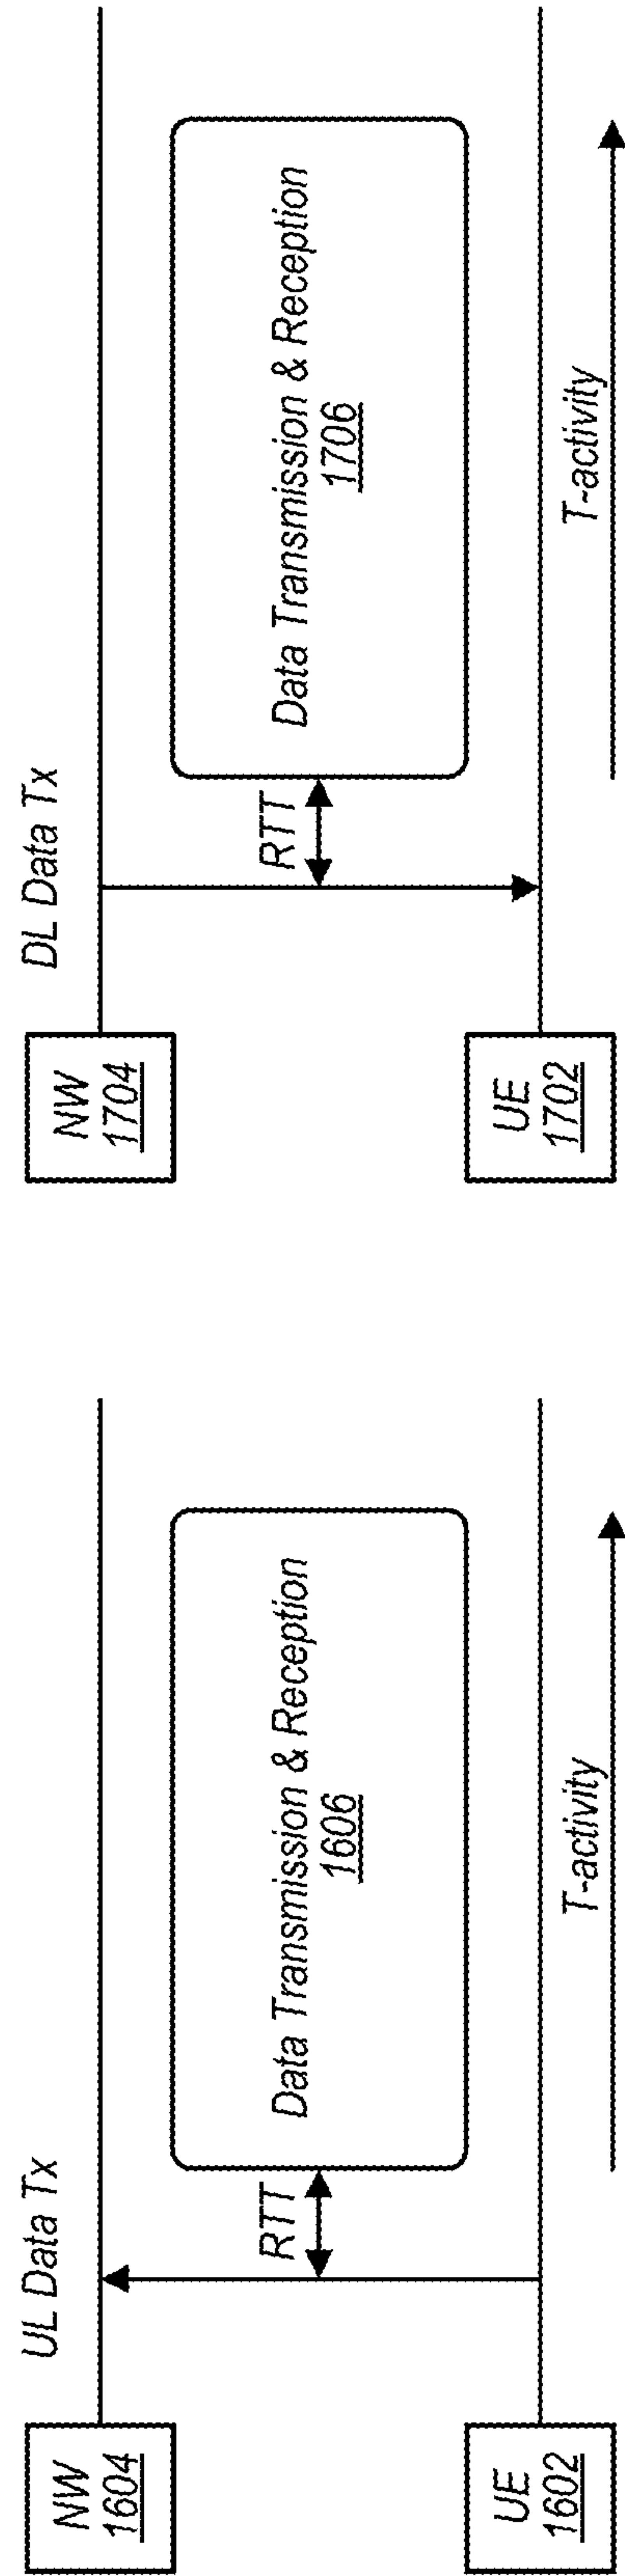 UL Data Tx
NW
1604
RTT
Data Transmission & Reception
1606
UE
1602
T-activity
DL Data Tx
NW
1704
RTT
Data Transmission & Reception
1706
UE
1702
T-activity